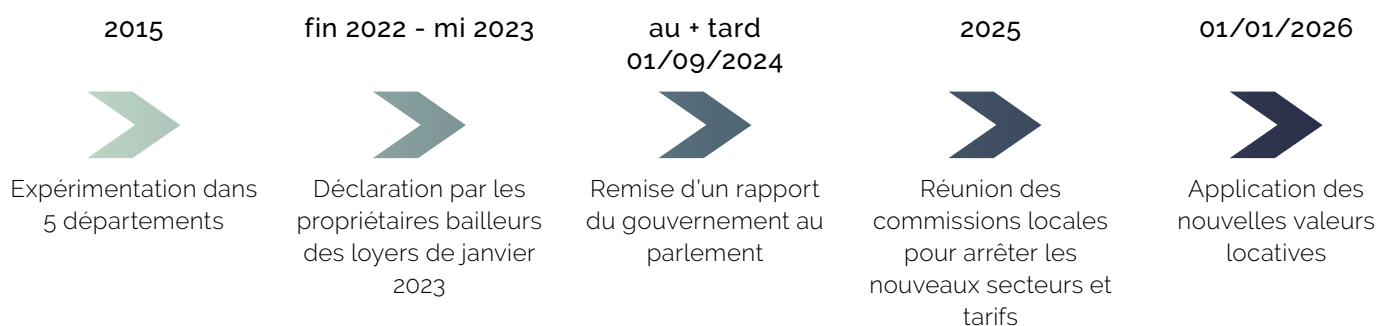 2015
Expérimentation dans
5 départements
fin 2022 - mi 2023
Déclaration par les
propriétaires bailleurs
des loyers de janvier
2023
au + tard
01/09/2024
Remise d'un rapport
du gouvernement au
parlement
2025
Réunion des
commissions locales
pour arrêter les
nouveaux secteurs et
tarifs
01/01/2026
Application des
nouvelles valeurs
locatives